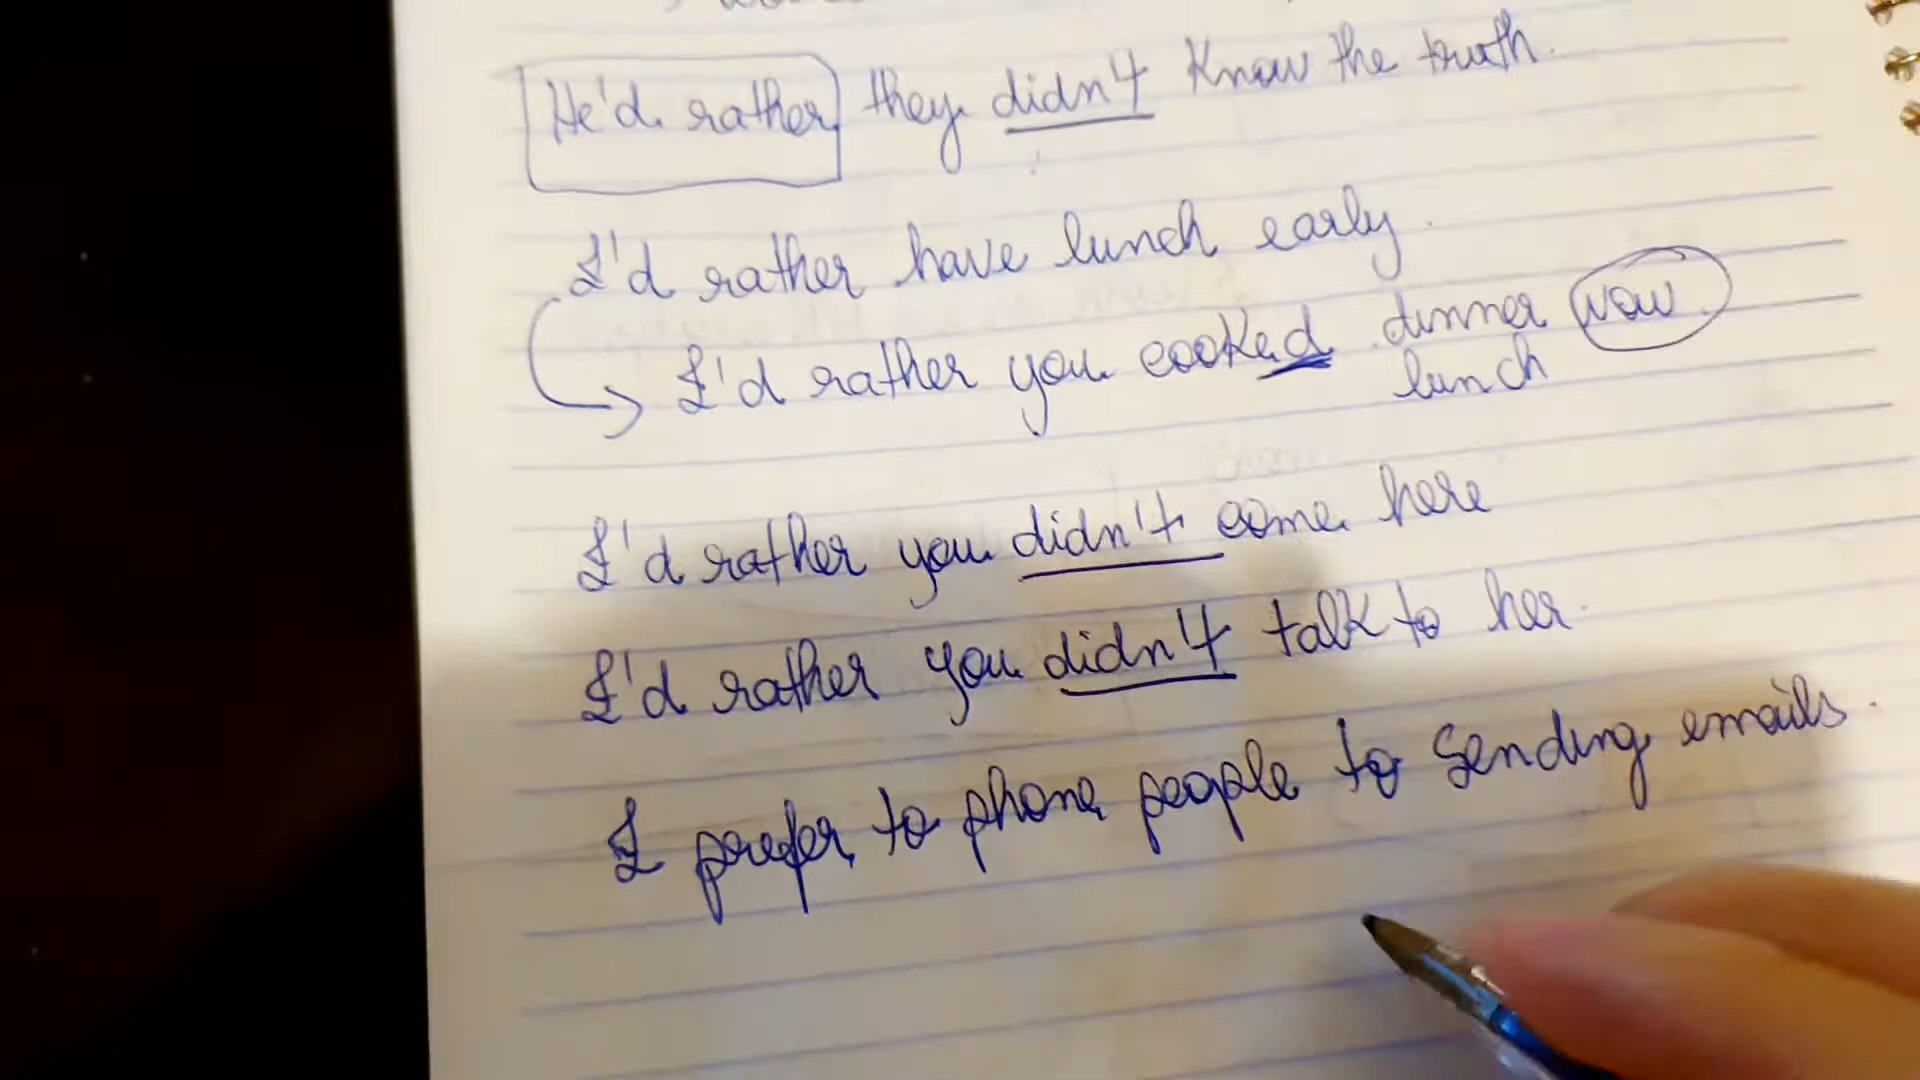 He'd rather they didn't know the truth.
I'd rather have lunch early.
I'd rather you cooked dinner now.
lunch
I'd rather you didn't come here
I'd rather you didn't talk to her.
I prefer to phone people to sending emails.